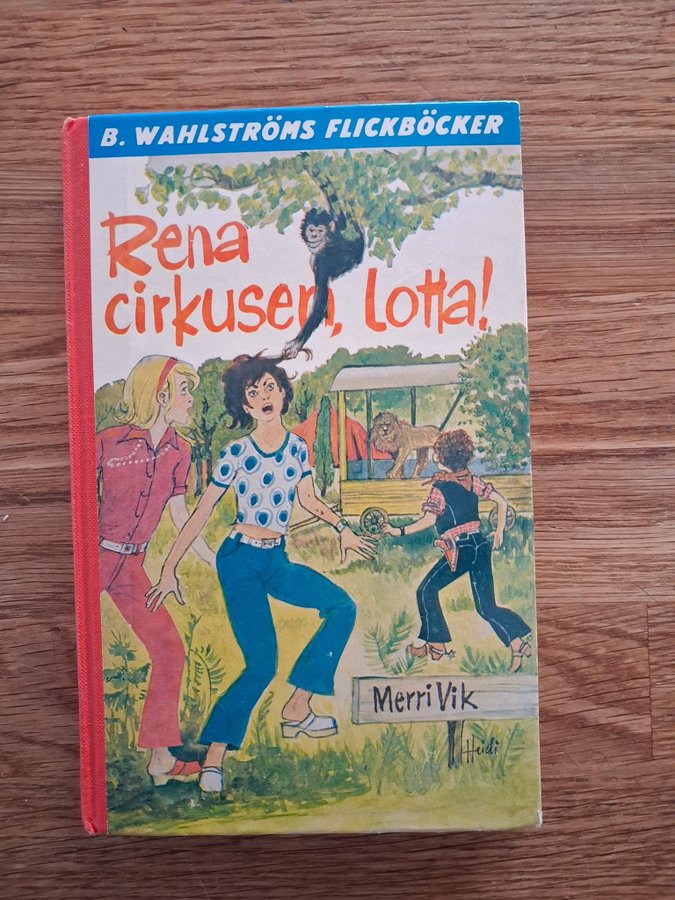 B. WAHLSTRÖMS FLICKBÖCKER
Rena
cirkusen, Lotta!
Merri Vik
Heidi